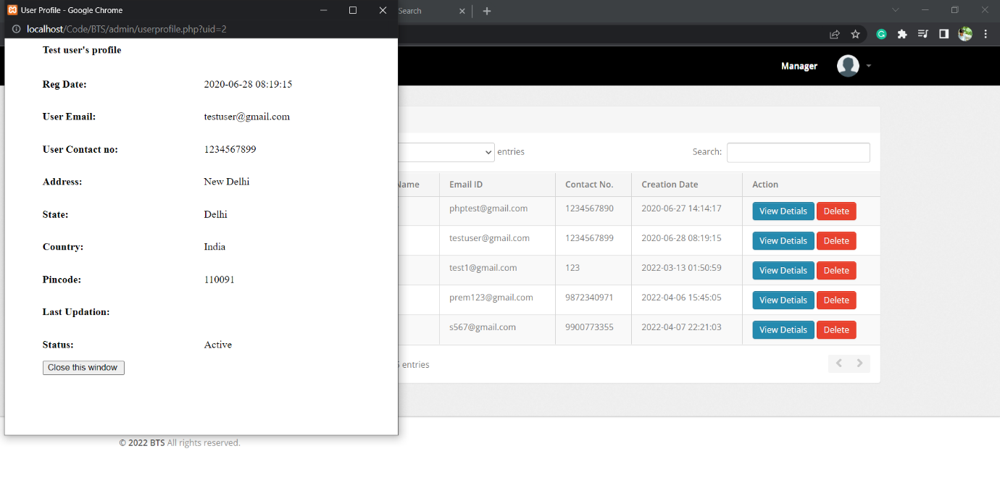 User Profile - Google Chrome
localhost/Code/BTS/admin/userprofile.php?uid=2
Test user's profile
Reg Date: 2020-06-28 08:19:15
User Email: testuser@gmail.com
User Contact no: 1234567899
Address: New Delhi
State: Delhi
Country: India
Pincode: 110091
Last Updation:
Status: Active
Close this window
Search
Manager
entries Search:
Email ID Contact No. Creation Date Action
phptest@gmail.com 1234567890 2020-06-27 14:14:17 View Detials Delete
testuser@gmail.com 1234567899 2020-06-28 08:19:15 View Detials Delete
test1@gmail.com 123 2022-03-13 01:50:59 View Detials Delete
prem123@gmail.com 9872340971 2022-04-06 15:45:05 View Detials Delete
s567@gmail.com 9900773355 2022-04-07 22:21:03 View Detials Delete
entries
© 2022 BTS All rights reserved.